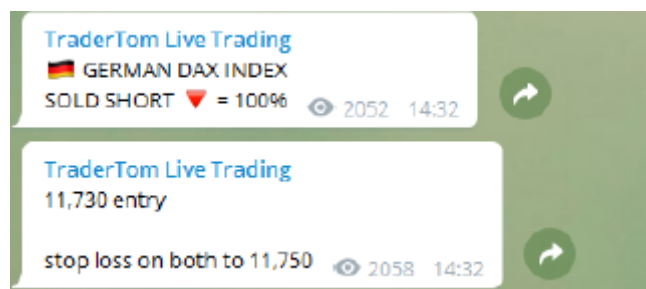 TraderTom Live Trading
GERMAN DAX INDEX
SOLD SHORT = 100% 2052 14:32
TraderTom Live Trading
11,730 entry
stop loss on both to 11,750 2058 14:32